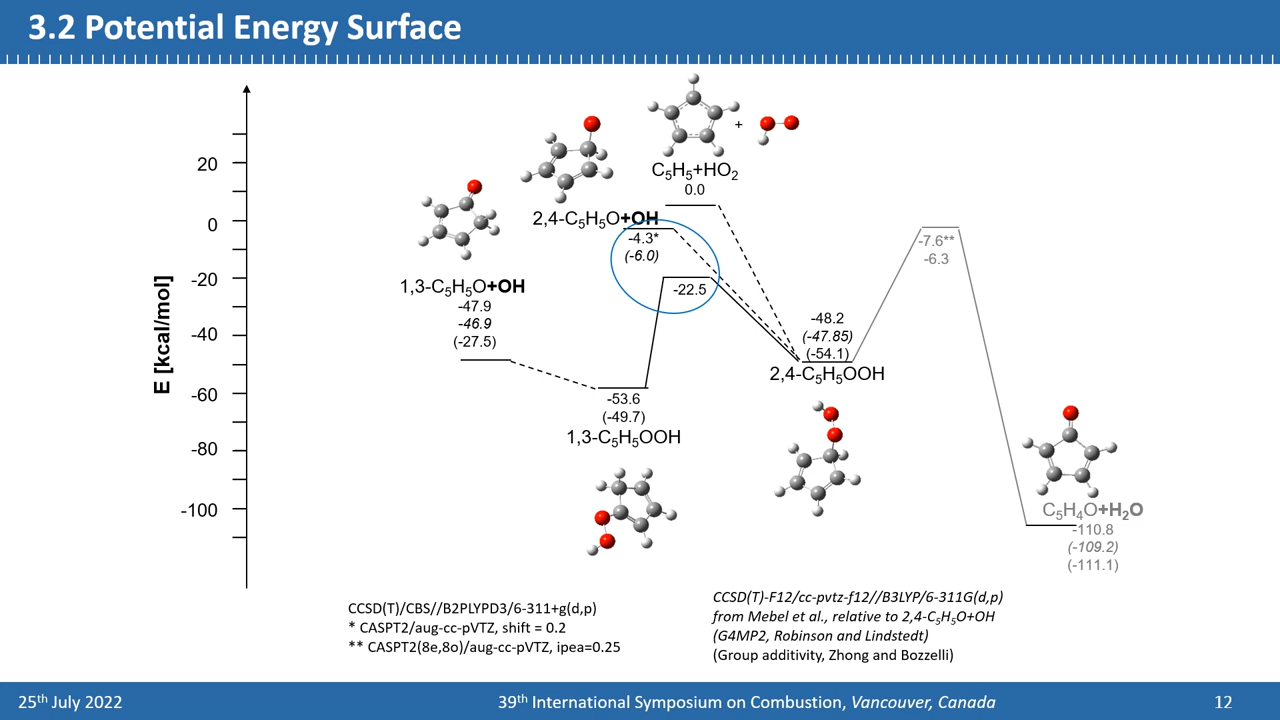 3.2 Potential Energy Surface
E [kcal/mol]
20
0
-20
-40
-60
-80
-100
+
C₅H₅+HO₂
0.0
2,4-C₅H₅O+OH
-4.3*
(-6.0)
1,3-C₅H₅O+OH
-47.9
-46.9
(-27.5)
-22.5
-7.6**
-6.3
-48.2
(-47.85)
(-54.1)
2,4-C₅H₅OOH
-53.6
(-49.7)
1,3-C₅H₅OOH
C₅H₄O+H₂O
-110.8
(-109.2)
(-111.1)
CCSD(T)/CBS//B2PLYPD3/6-311+g(d,p)
* CASPT2/aug-cc-pVTZ, shift = 0.2
** CASPT2(8e,8o)/aug-cc-pVTZ, ipea=0.25
CCSD(T)-F12/cc-pvtz-f12//B3LYP/6-311G(d,p)
from Mebel et al., relative to 2,4-C₅H₅O+OH
(G4MP2, Robinson and Lindstedt)
(Group additivity, Zhong and Bozzelli)
25th July 2022
39th International Symposium on Combustion, Vancouver, Canada
12